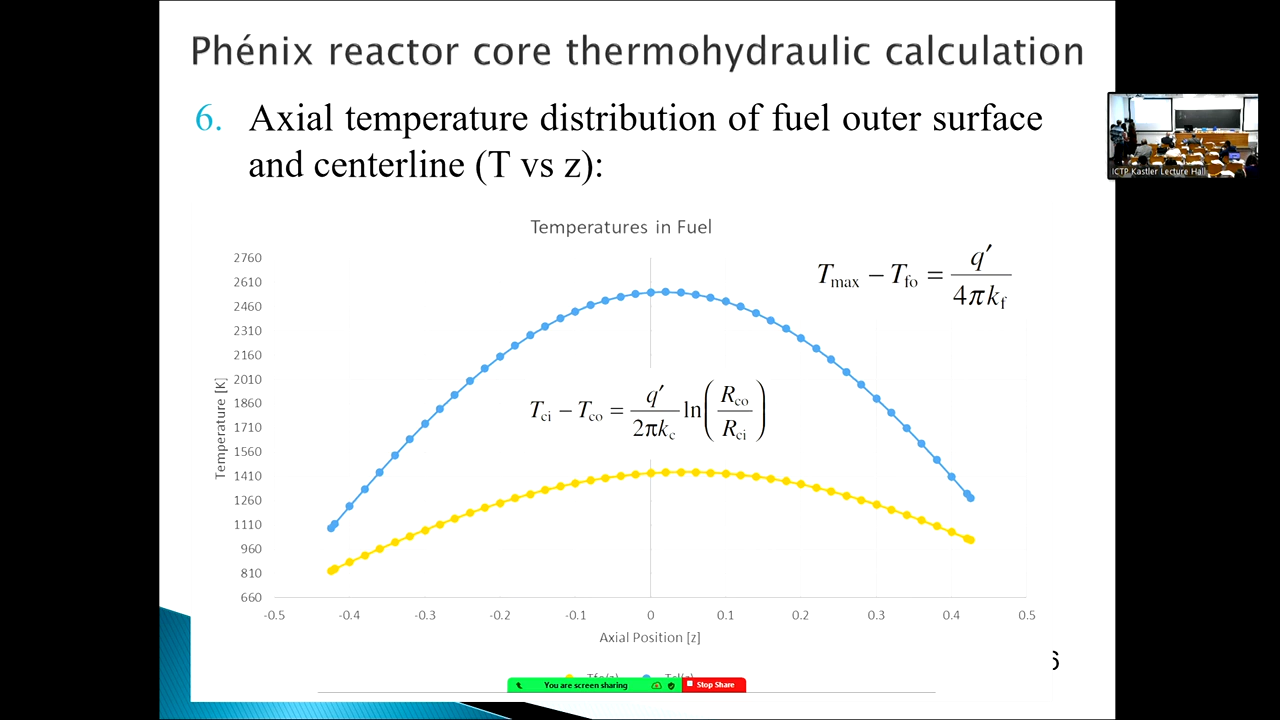 Phénix reactor core thermohydraulic calculation
6. Axial temperature distribution of fuel outer surface
and centerline (T vs z):
ICTP Kastler Lecture Hall
Temperatures in Fuel
T_max − T_fo = q′ / 4πk_f
T_ci − T_co = q′ / 2πk_c ln(R_co / R_ci)
Temperature [K]
2760
2610
2460
2310
2160
2010
1860
1710
1560
1410
1260
1110
960
810
660
-0.5 -0.4 -0.3 -0.2 -0.1 0 0.1 0.2 0.3 0.4 0.5
Axial Position [z]
You are screen sharing Stop Share